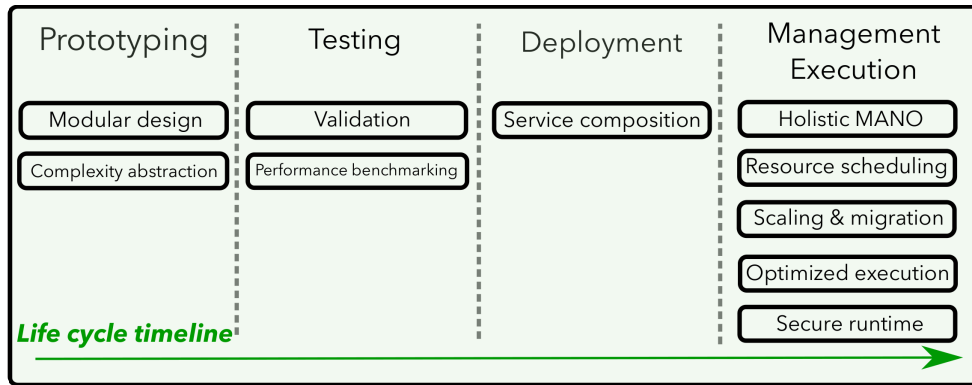 Prototyping
Modular design
Complexity abstraction
Testing
Validation
Performance benchmarking
Deployment
Service composition
Management
Execution
Holistic MANO
Resource scheduling
Scaling & migration
Optimized execution
Secure runtime
Life cycle timeline